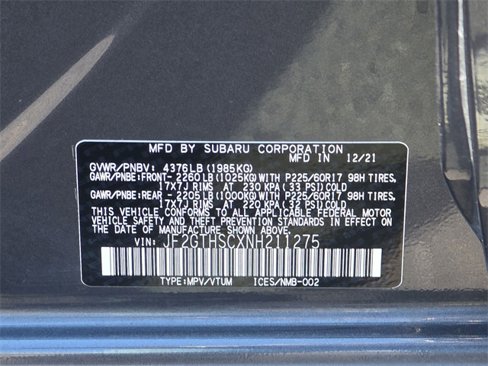 MFD BY SUBARU CORPORATION
GVWR/PNBV 4376LB (1985KG) MFD IN 12/21
GAWR/PNBE:FRONT- 2260LB (1025KG) WITH P225/60R17 98H TIRES,
17X7J RIMS AT 230 KPA (33 PSI) COLD
GAWR/PNBE:REAR - 2205LB (1000KG) WITH P225/60R17 98H TIRES,
17X7J RIMS AT 220 KPA (32 PSI) COLD
THIS VEHICLE CONFORMS TO ALL APPLICABLE FEDERAL MOTOR
VEHICLE SAFETY, BUMPER, AND THEFT PREVENTION STANDARDS
IN EFFECT ON THE DATE OF MANUFACTURE SHOWN ABOVE.
VIN: JF2GTHSCXNH211275
TYPE:MPV/VTUM ICES/NMB-002